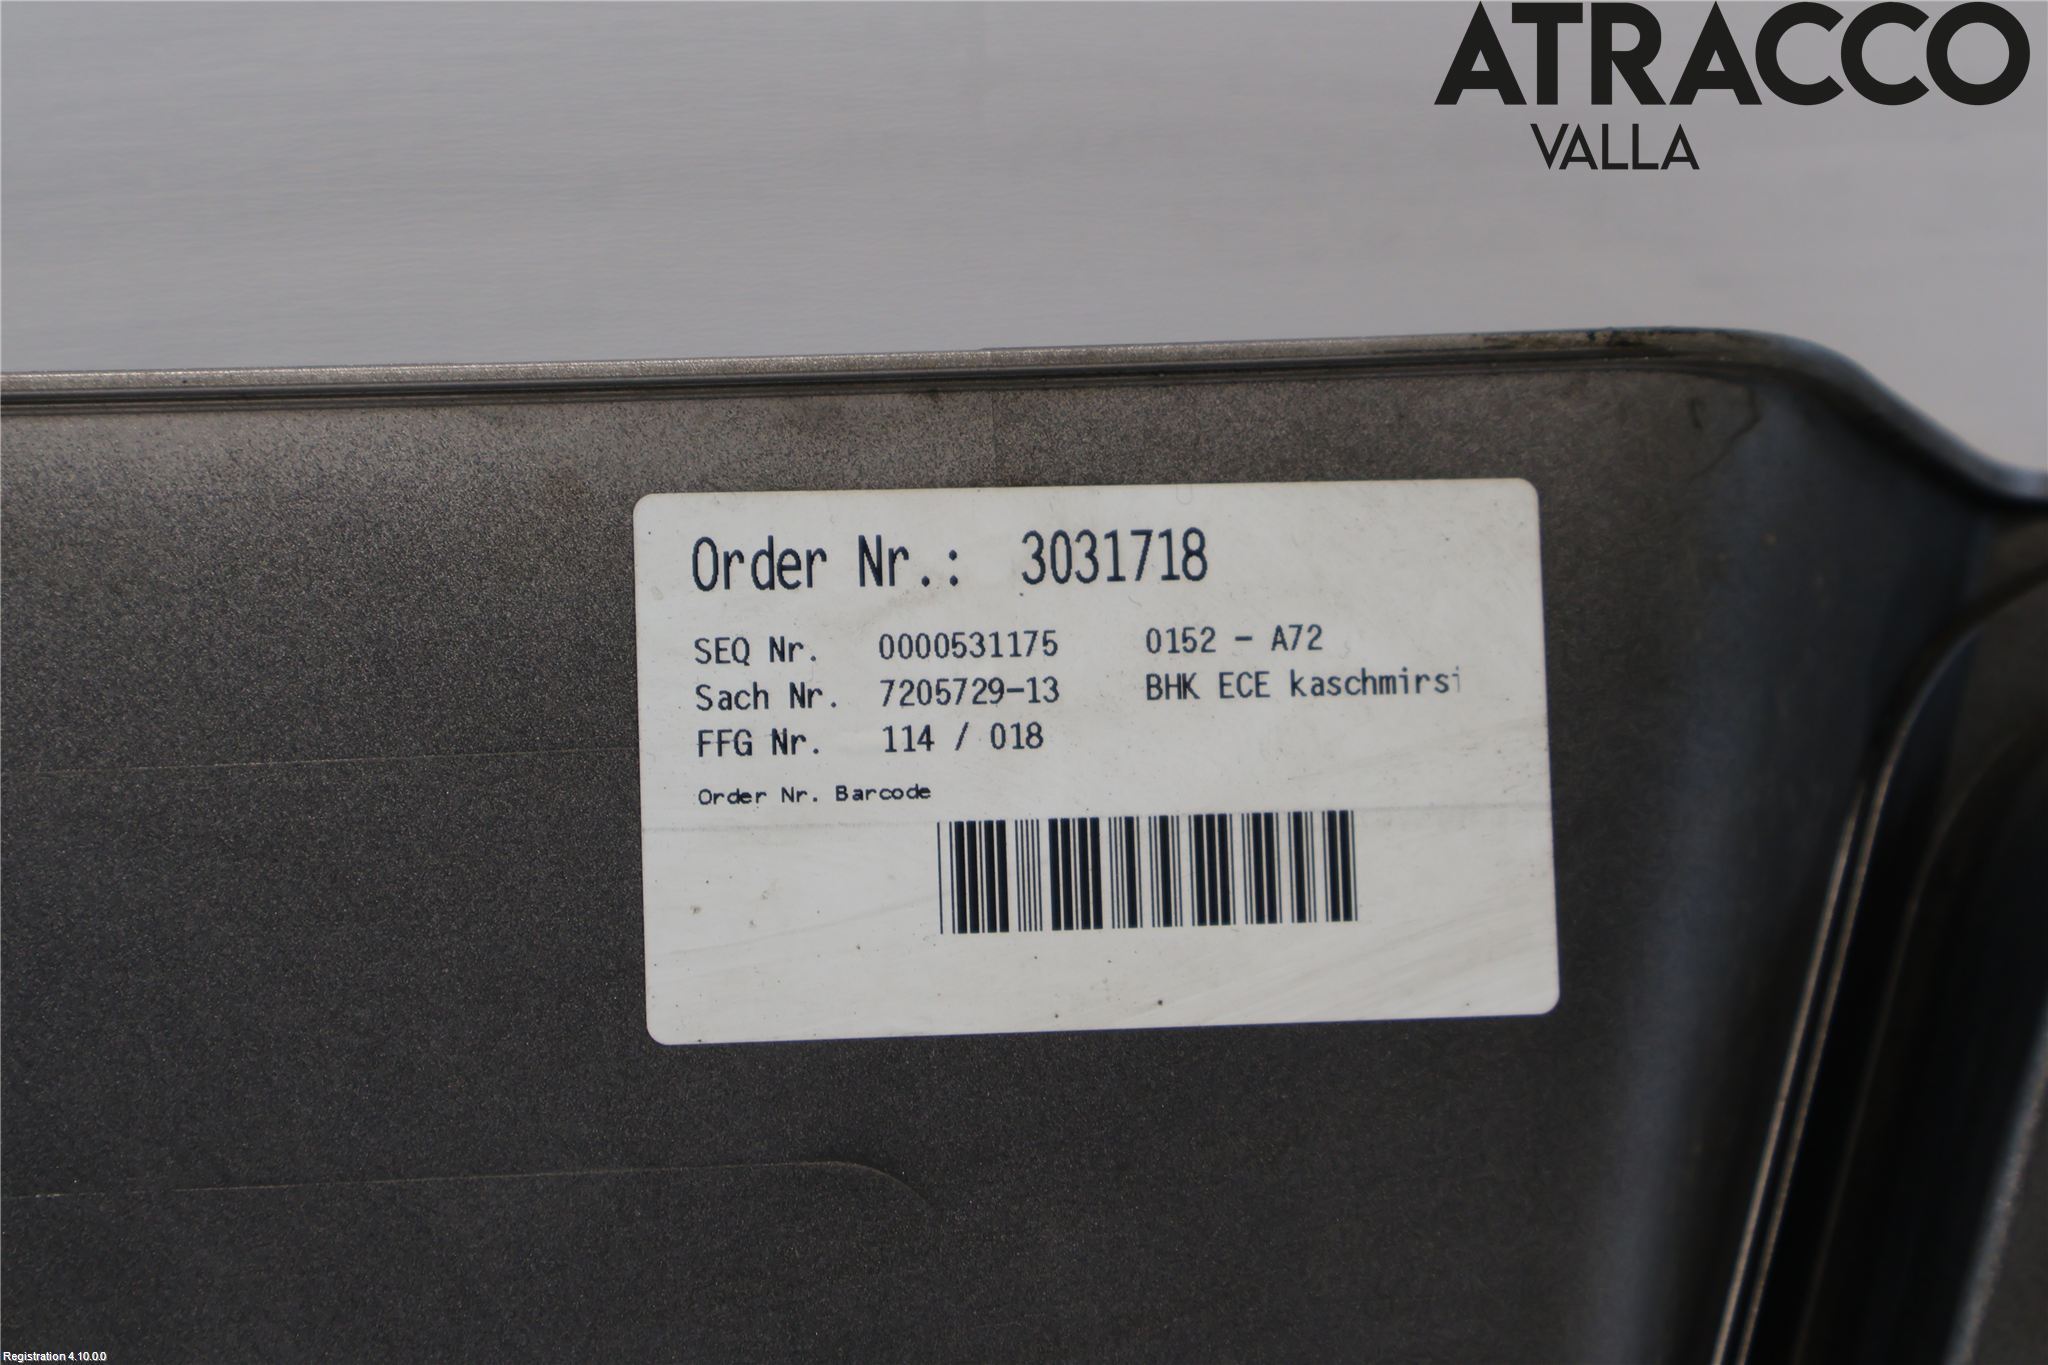 ATRACCO
VALLA
Order Nr.: 3031718
SEQ Nr. 0000531175 0152 - A72
Sach Nr. 7205729-13 BHK ECE kaschmirsi
FFG Nr. 114 / 018
Order Nr. Barcode
Registration 4.10.0.0